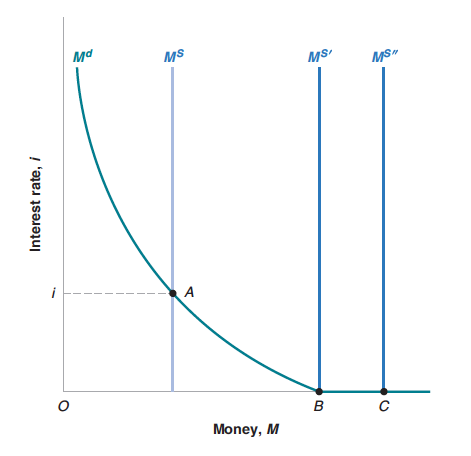 Mᵈ
Mˢ
Mˢ′
Mˢ″
Interest rate, i
i
A
O
B
C
Money, M